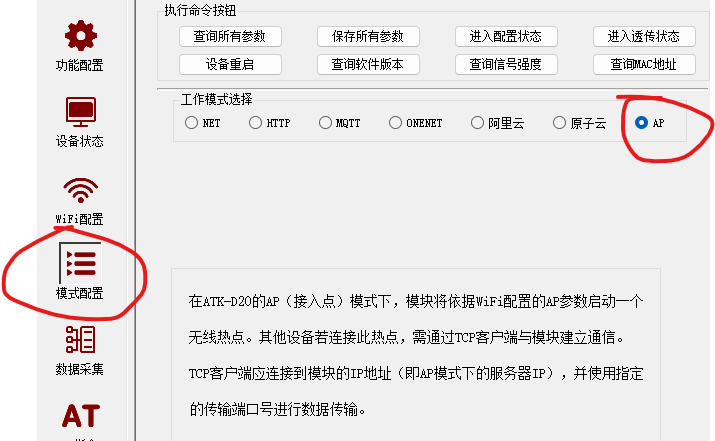 功能配置
设备状态
WiFi配置
模式配置
数据采集
AT
执行命令按钮
查询所有参数 保存所有参数 进入配置状态 进入透传状态
设备重启 查询软件版本 查询信号强度 查询MAC地址
工作模式选择
NET HTTP MQTT ONENET 阿里云 原子云 AP
在ATK-D20的AP（接入点）模式下，模块将依据WiFi配置的AP参数启动一个
无线热点。其他设备若连接此热点，需通过TCP客户端与模块建立通信。
TCP客户端应连接到模块的IP地址（即AP模式下的服务器IP），并使用指定
的传输端口号进行数据传输。